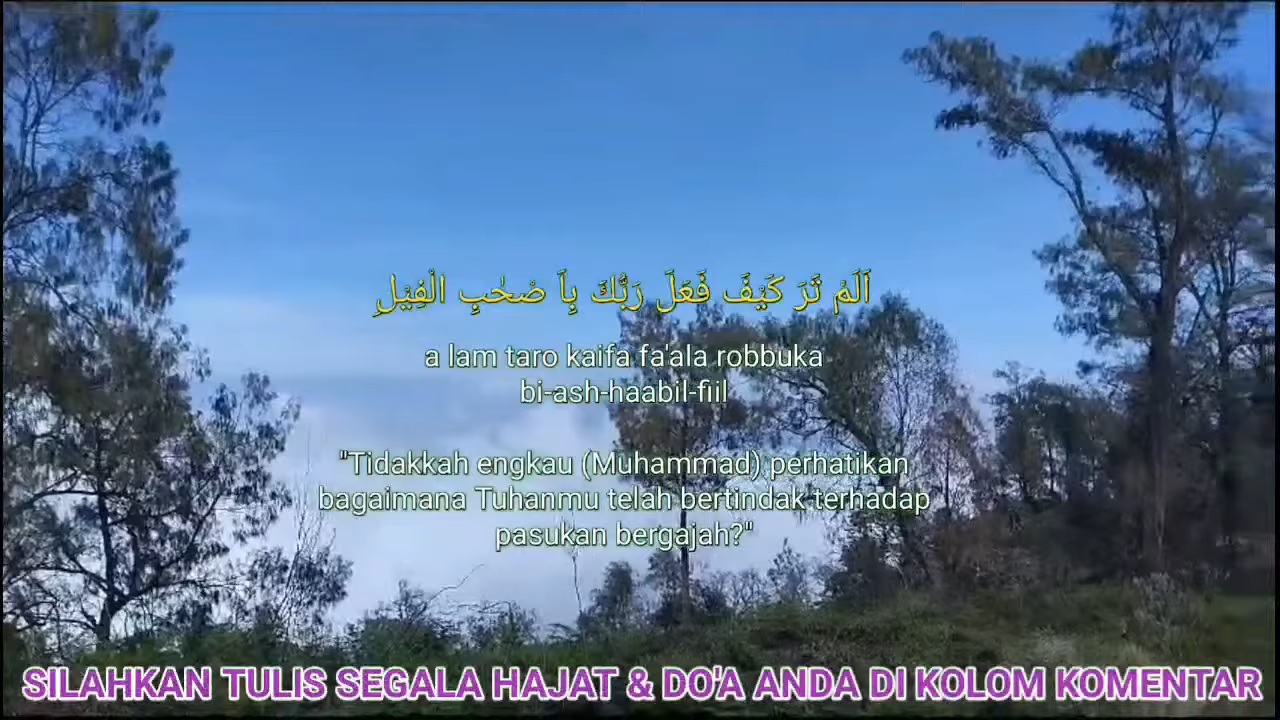 اَلَمْ تَرَ كَيْفَ فَعَلَ رَبُّكَ بِاَ صْحٰبِ الْفِيْلِ
a lam taro kaifa fa'ala robbuka
bi-ash-haabil-fiil
"Tidakkah engkau (Muhammad) perhatikan
bagaimana Tuhanmu telah bertindak terhadap
pasukan bergajah?"
SILAHKAN TULIS SEGALA HAJAT & DO'A ANDA DI KOLOM KOMENTAR